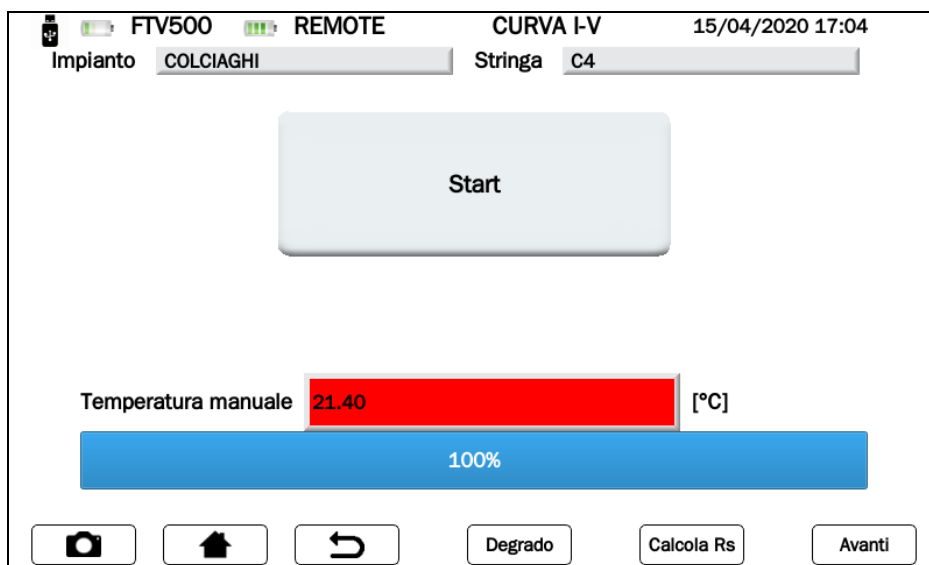 FTV500 REMOTE CURVA I-V 15/04/2020 17:04
Impianto COLCIAGHI Stringa C4
Start
Temperatura manuale 21.40 [°C]
100%
Degrado Calcola Rs Avanti